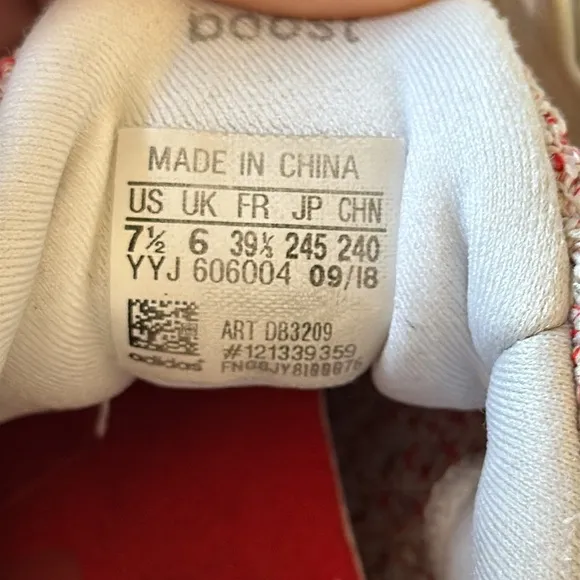 boost
MADE IN CHINA
US UK FR JP CHN
7½ 6 39⅓ 245 240
YYJ 606004 09/18
ART DB3209
#121339359
adidas